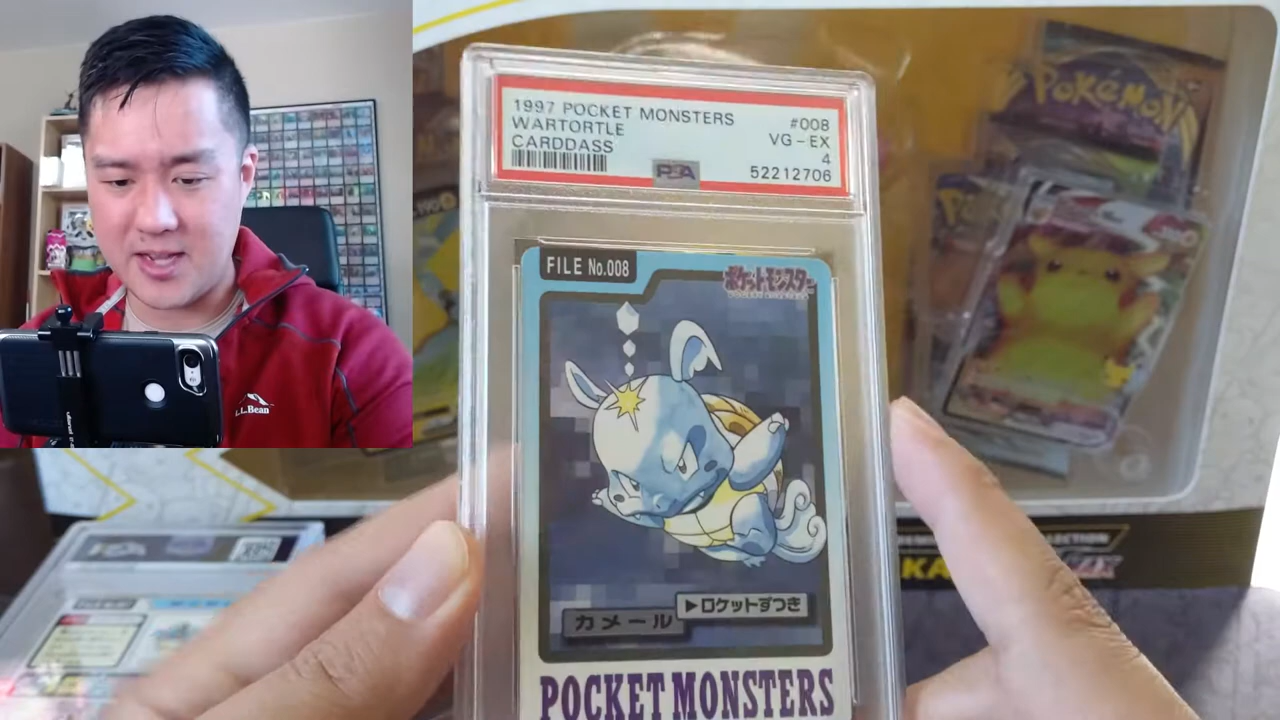 1997 POCKET MONSTERS #008
WARTORTLE VG-EX
CARDDASS 4
PSA 52212706
FILE No.008
ポケットモンスター
▶ロケットずつき
カメール
POCKET MONSTERS
L.L.Bean
Pokémon